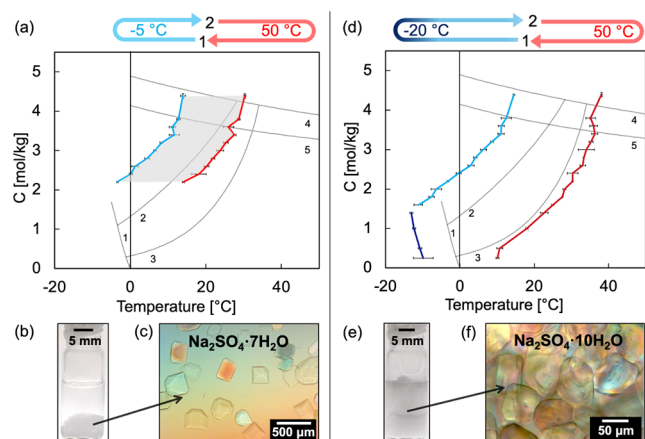 (a)
-5 °C
2
1
50 °C
C [mol/kg]
5
4
3
2
1
0
-20
0
20
40
Temperature [°C]
1
2
3
4
5
(b)
5 mm
(c)
Na₂SO₄·7H₂O
500 µm
(d)
-20 °C
2
1
50 °C
C [mol/kg]
5
4
3
2
1
0
-20
0
20
40
Temperature [°C]
1
2
3
4
5
(e)
5 mm
(f)
Na₂SO₄·10H₂O
50 µm